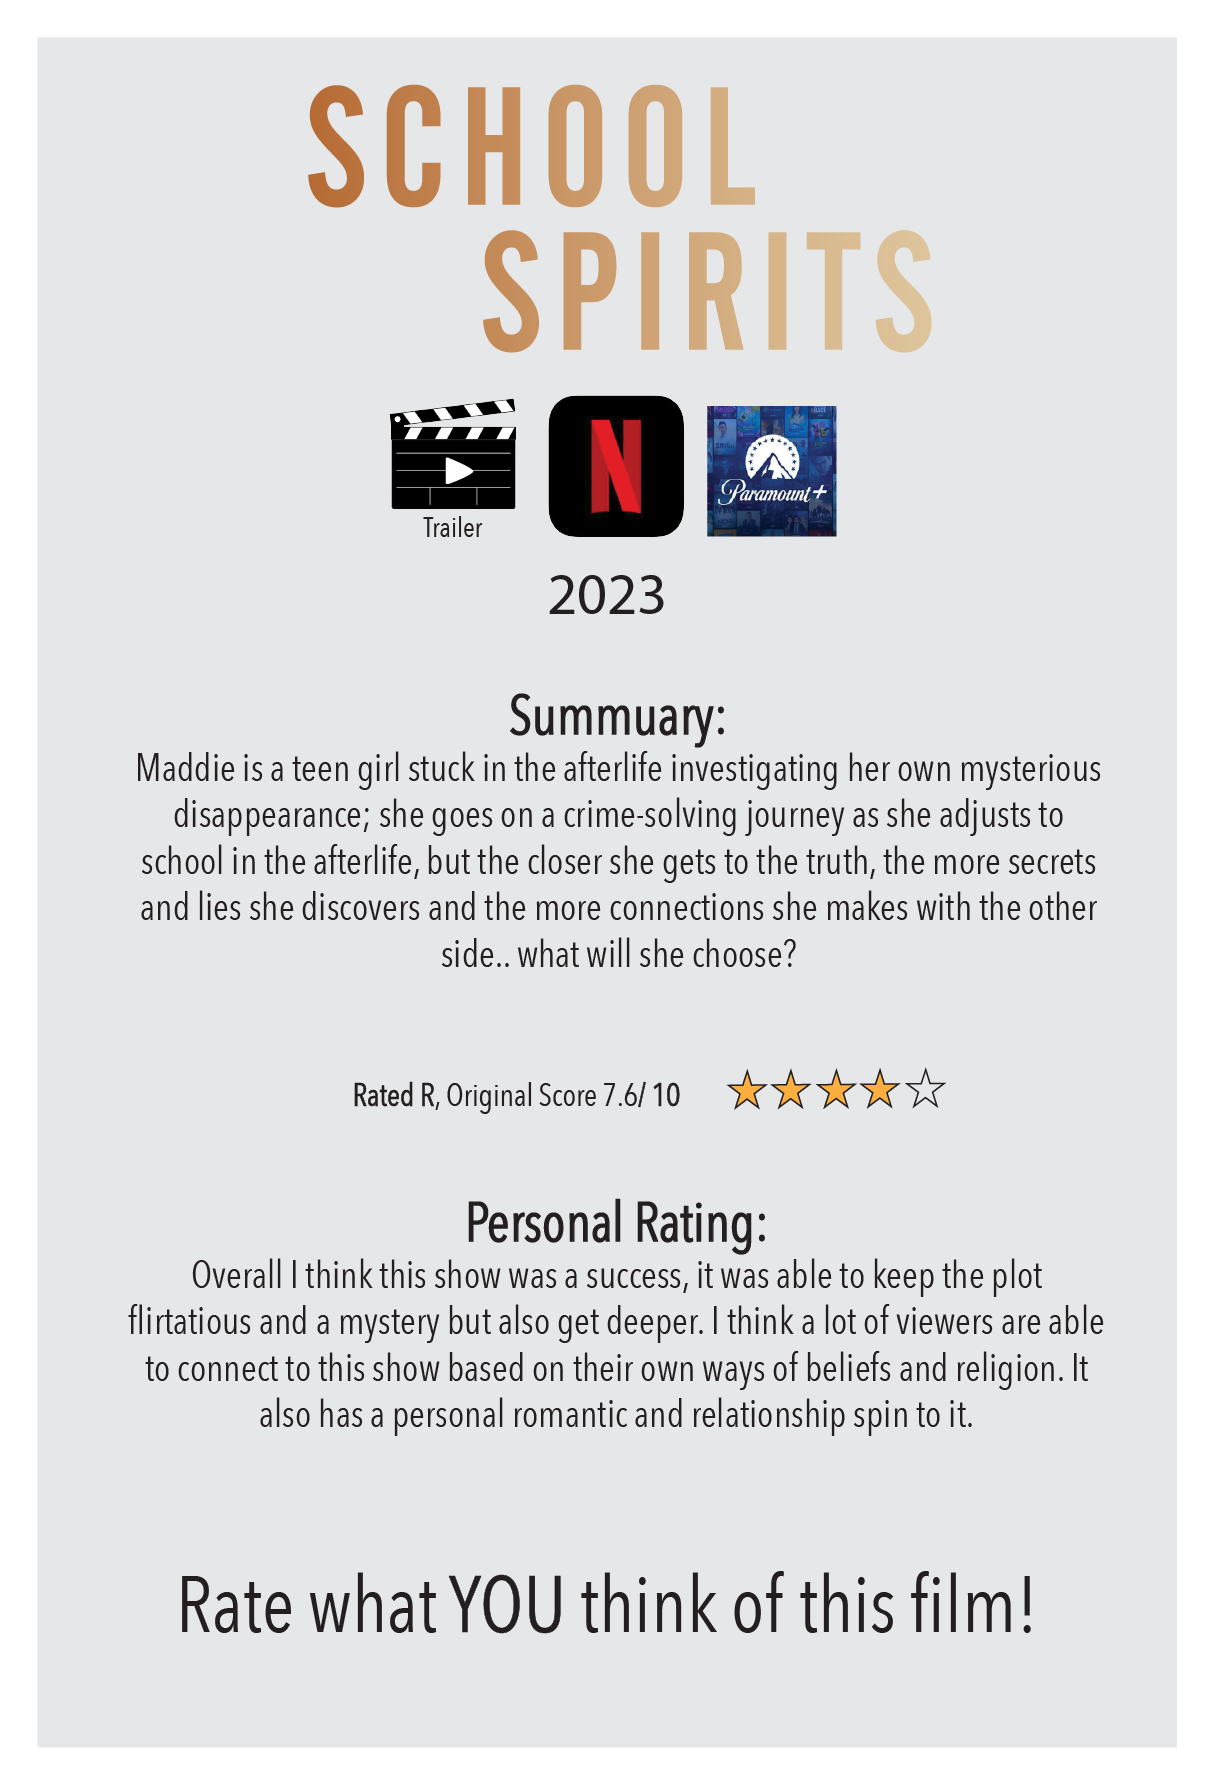 SCHOOL
SPIRITS
Trailer
N
Paramount+
2023
Summuary:
Maddie is a teen girl stuck in the afterlife investigating her own mysterious
disappearance; she goes on a crime-solving journey as she adjusts to
school in the afterlife, but the closer she gets to the truth, the more secrets
and lies she discovers and the more connections she makes with the other
side.. what will she choose?
Rated R, Original Score 7.6/ 10
Personal Rating:
Overall I think this show was a success, it was able to keep the plot
flirtatious and a mystery but also get deeper. I think a lot of viewers are able
to connect to this show based on their own ways of beliefs and religion. It
also has a personal romantic and relationship spin to it.
Rate what YOU think of this film!